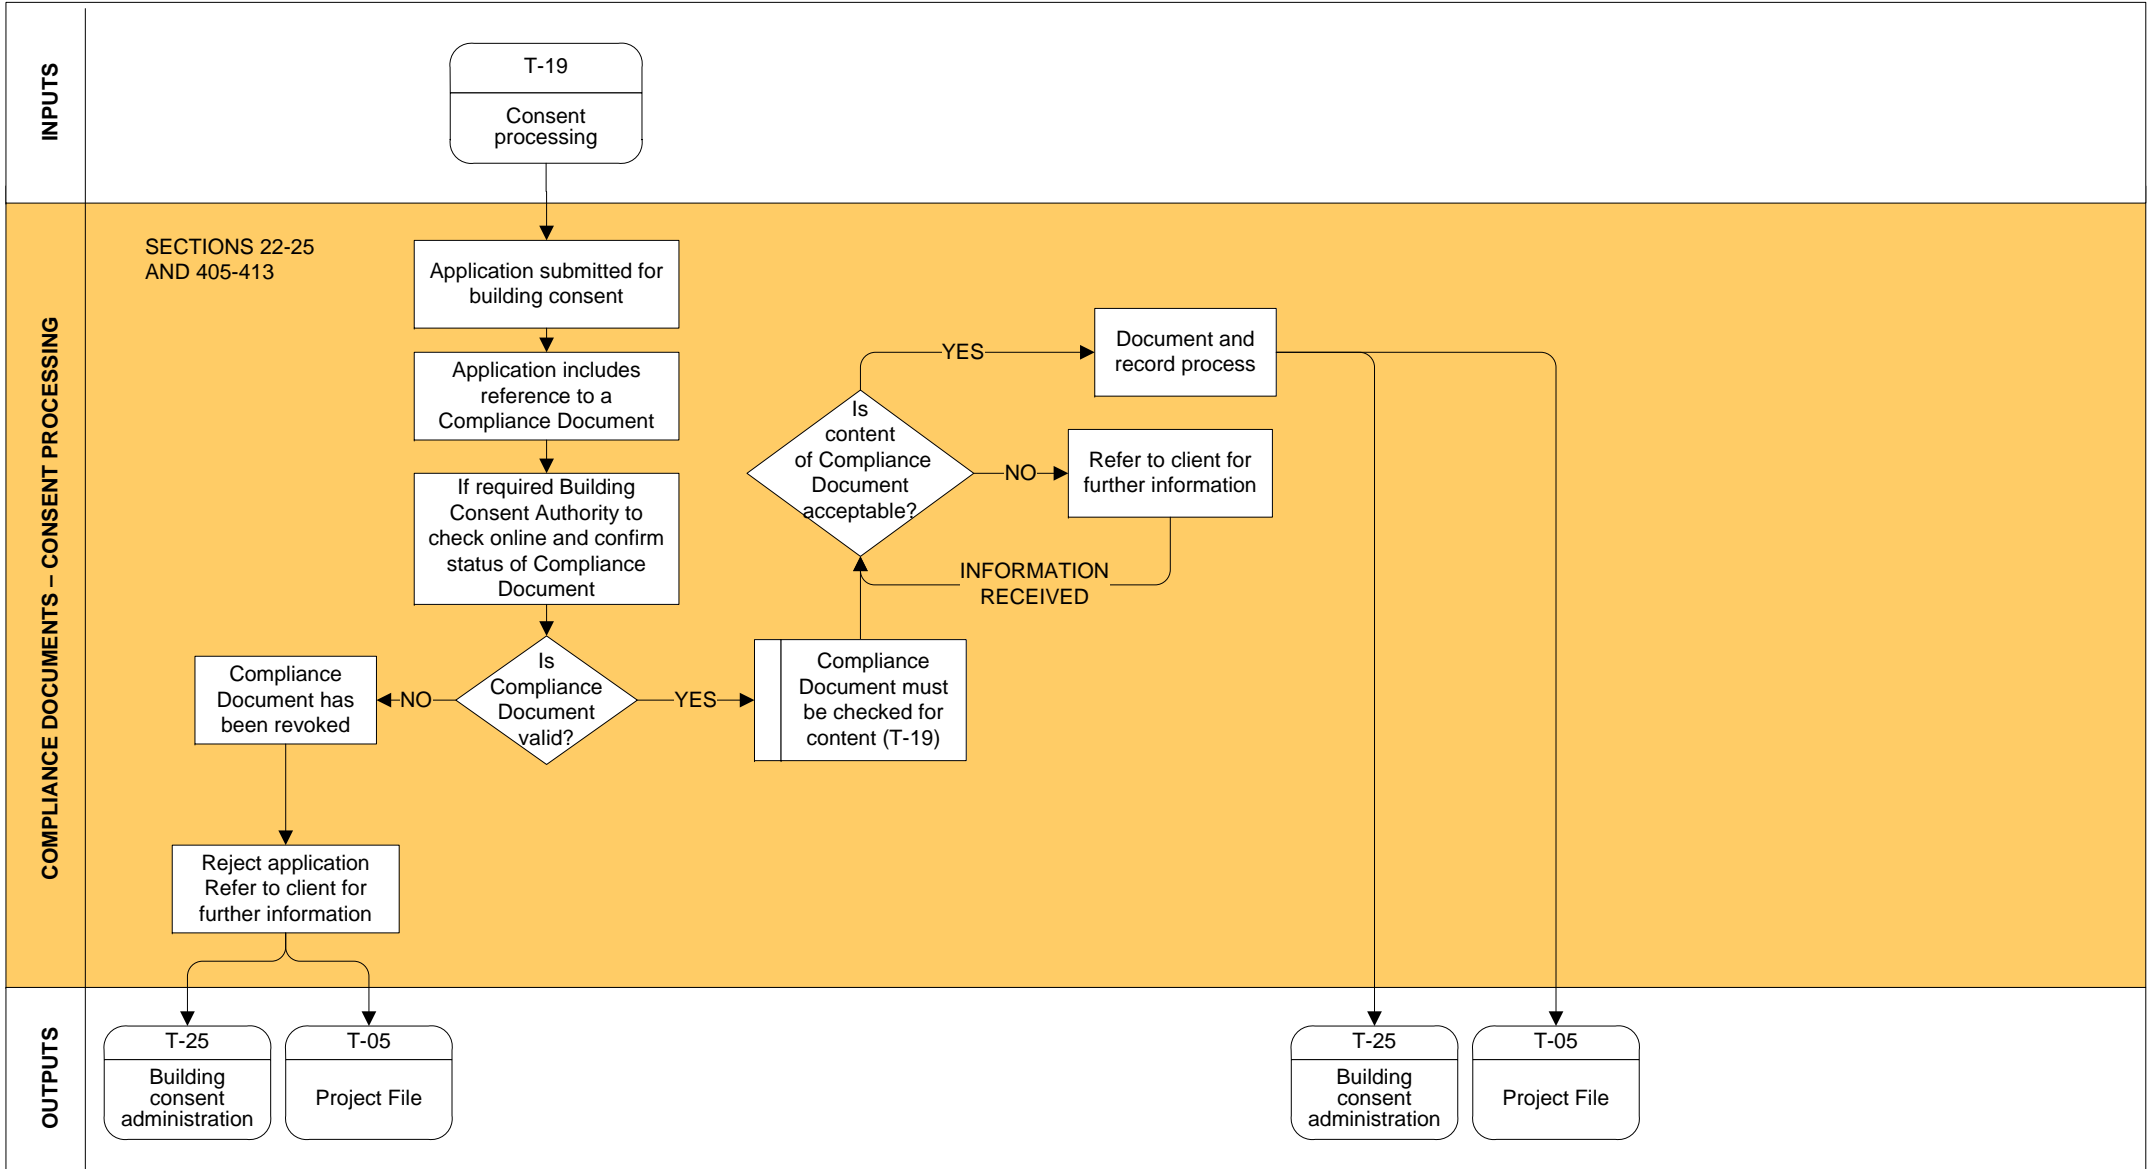 INPUTS
T-19
Consent
processing
COMPLIANCE DOCUMENTS – CONSENT PROCESSING
SECTIONS 22-25
AND 405-413
Application submitted for
building consent
Application includes
reference to a
Compliance Document
If required Building
Consent Authority to
check online and confirm
status of Compliance
Document
Is
Compliance
Document
valid?
NO
Compliance
Document has
been revoked
Reject application
Refer to client for
further information
YES
Compliance
Document must
be checked for
content (T-19)
Is
content
of Compliance
Document
acceptable?
YES
Document and
record process
NO
Refer to client for
further information
INFORMATION
RECEIVED
OUTPUTS
T-25
Building
consent
administration
T-05
Project File
T-25
Building
consent
administration
T-05
Project File